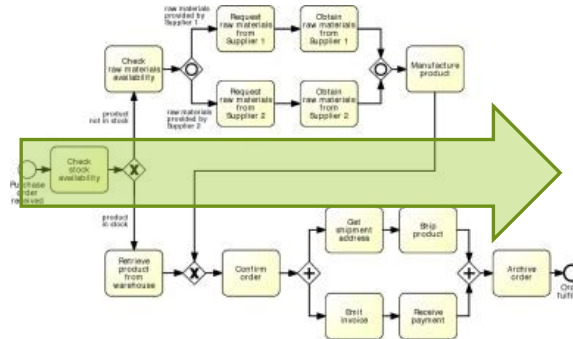 raw materials
provided by
Supplier 1
Check
raw materials
availability
Request
raw materials
from
Supplier 1
Obtain
raw materials
from
Supplier 1
Manufacture
product
Request
raw materials
from
Supplier 2
Obtain
raw materials
from
Supplier 2
raw materials
provided by
Supplier 2
product
not in stock
Check
stock
availability
Purchase
order
received
product
in stock
Retrieve
product
from
warehouse
Confirm
order
Get
shipment
address
Ship
product
Emit
invoice
Receive
payment
Archive
order
Ord
fulfil